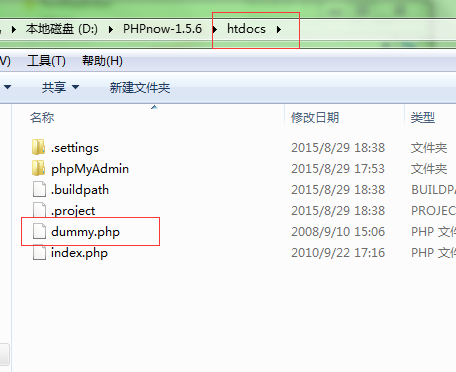 本地磁盘 (D:) ▸ PHPnow-1.5.6 ▸ htdocs ▸
V) 工具(T) 帮助(H)
共享 新建文件夹
名称 修改日期 类型
.settings 2015/8/29 18:38 文件夹
phpMyAdmin 2015/8/29 17:53 文件夹
.buildpath 2015/8/29 18:38 BUILDPA
.project 2015/8/29 18:38 PROJEC
dummy.php 2008/9/10 15:06 PHP 文件
index.php 2010/9/22 17:16 PHP 文件